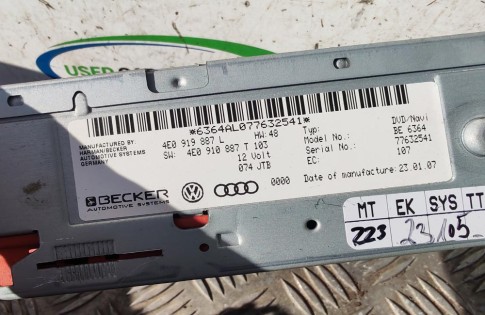 USED
*6364AL077632541*
MANUFACTURED BY:
HARMAN/BECKER
AUTOMOTIVE SYSTEMS
GERMANY
4E0 919 887 L
HW:48
SW: 4E0 910 887 T 103
12 Volt
074 JTB
Typ: DVD/Navi
Model No.: BE 6364
Serial No.: 77632541
EC: 107
BECKER
AUTOMOTIVE SYSTEMS
0000
Date of manufacture: 23.01.07
MT EK SYS TT
223 23 105